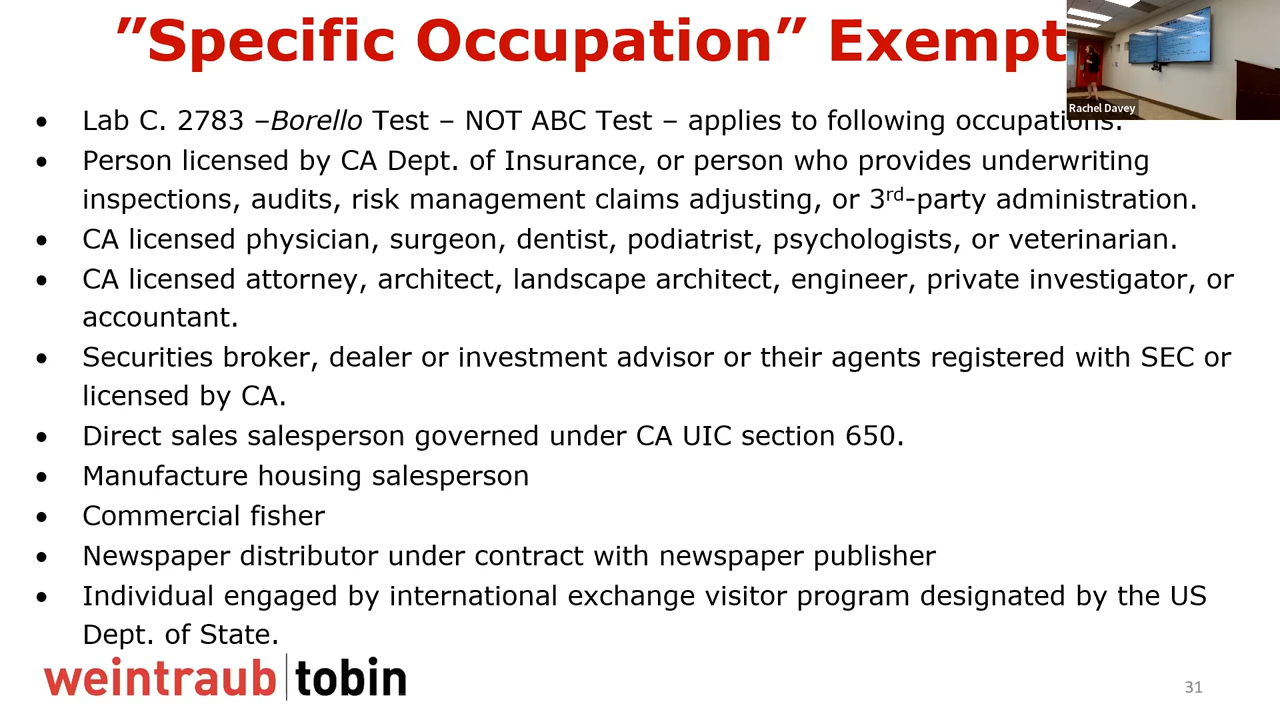 ”Specific Occupation” Exempt
Rachel Davey
• Lab C. 2783 –Borello Test – NOT ABC Test – applies to following occupations.
• Person licensed by CA Dept. of Insurance, or person who provides underwriting
inspections, audits, risk management claims adjusting, or 3rd-party administration.
• CA licensed physician, surgeon, dentist, podiatrist, psychologists, or veterinarian.
• CA licensed attorney, architect, landscape architect, engineer, private investigator, or
accountant.
• Securities broker, dealer or investment advisor or their agents registered with SEC or
licensed by CA.
• Direct sales salesperson governed under CA UIC section 650.
• Manufacture housing salesperson
• Commercial fisher
• Newspaper distributor under contract with newspaper publisher
• Individual engaged by international exchange visitor program designated by the US
Dept. of State.
weintraub tobin
31